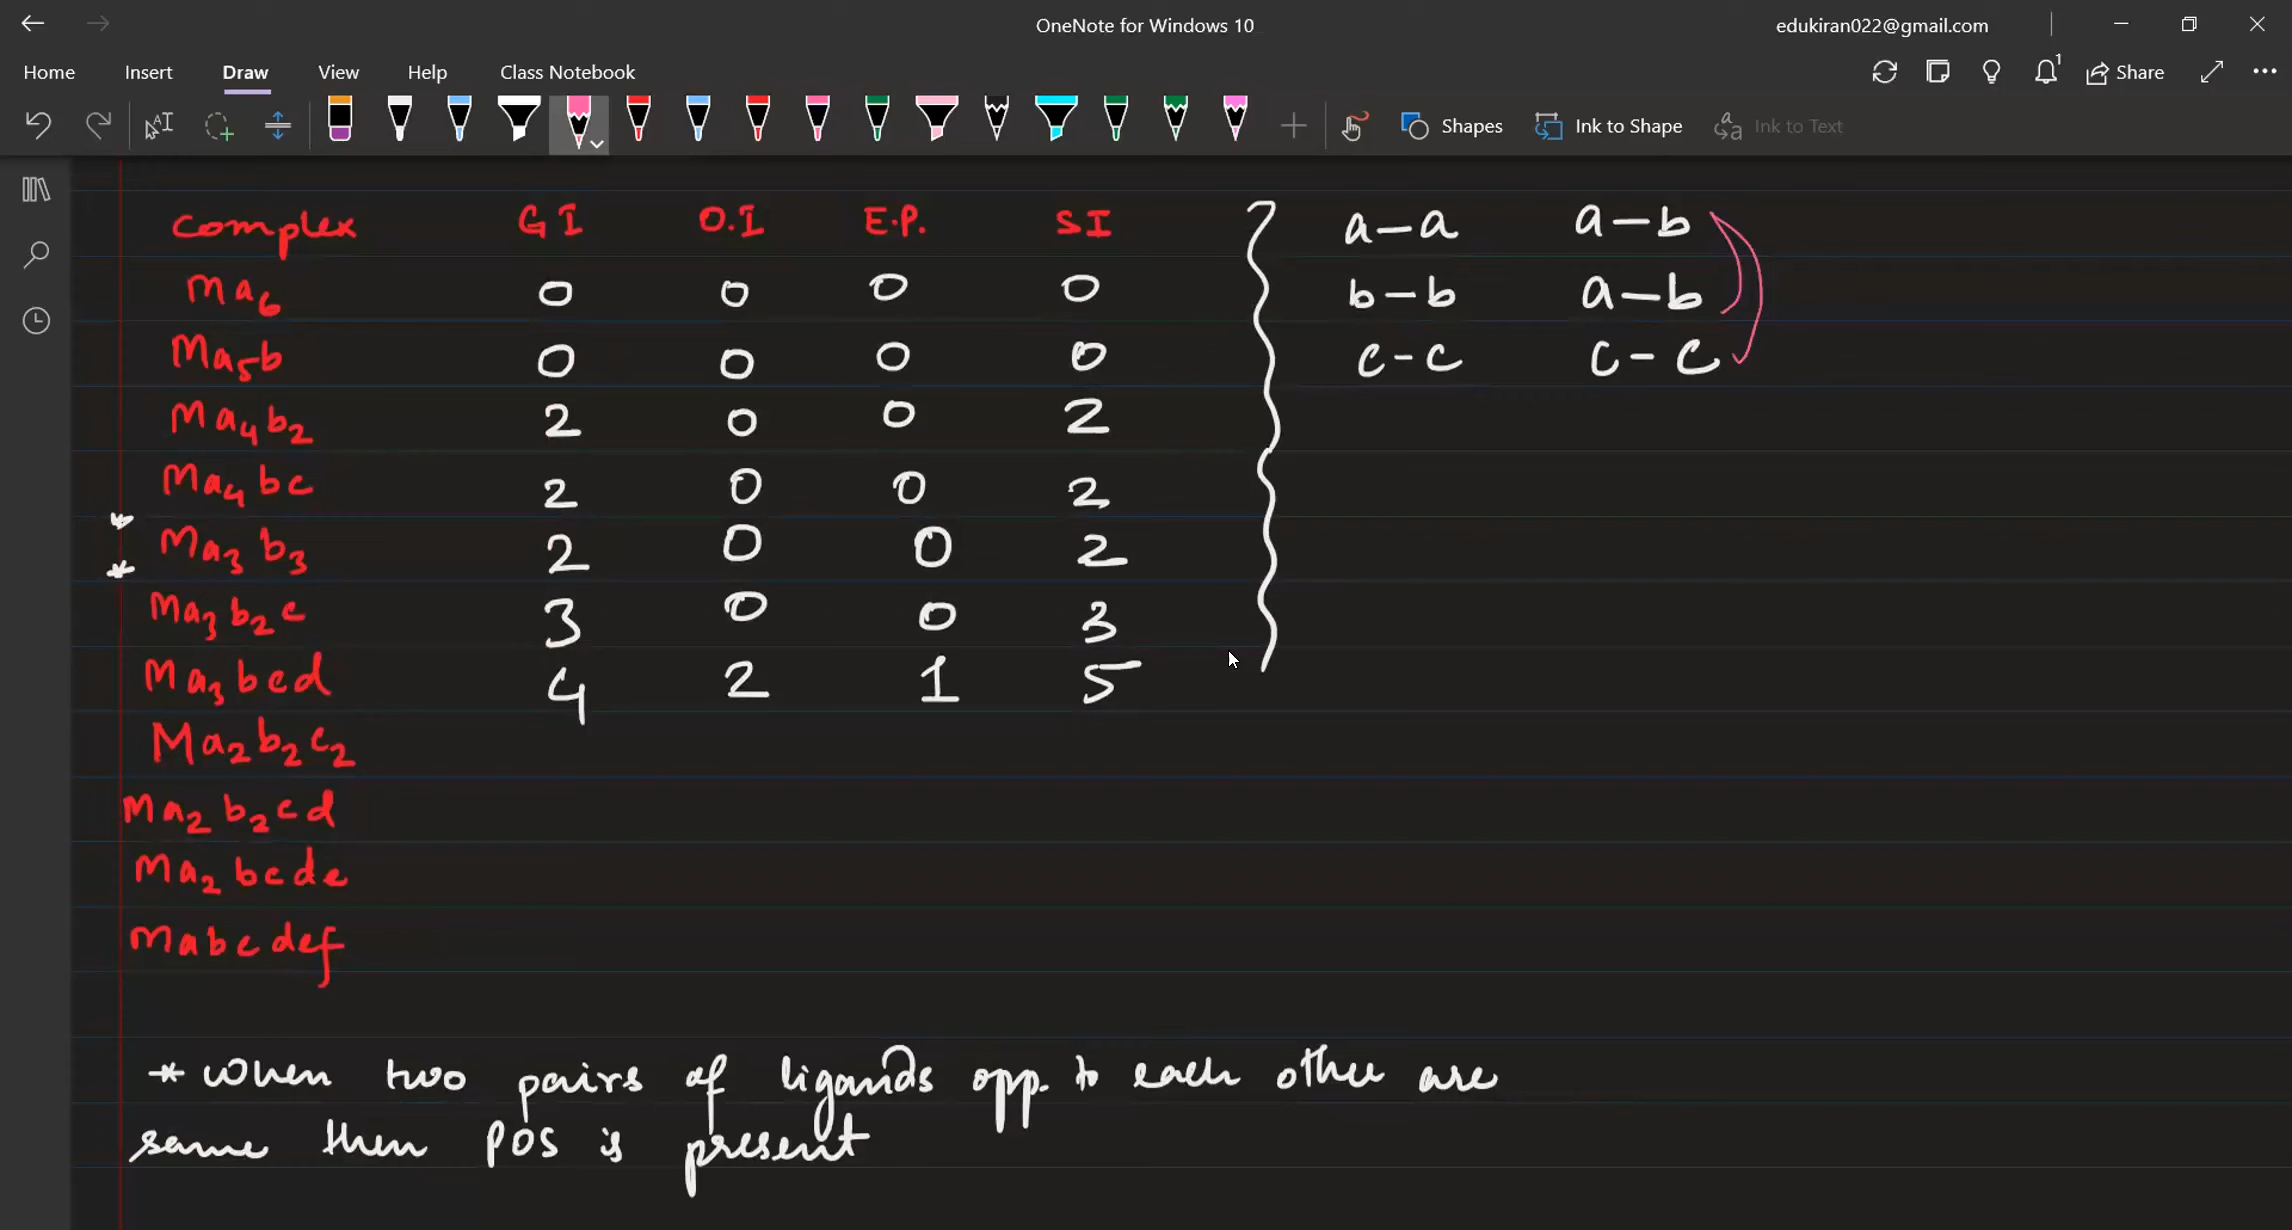 OneNote for Windows 10
edukiran022@gmail.com
Home Insert Draw View Help Class Notebook
1 Share
Shapes Ink to Shape Ink to Text
Complex G I O.I E.P. S I a-a a-b
Ma6 0 0 0 0 b-b a-b
Ma5b 0 0 0 0 c-c c-c
Ma4b2 2 0 0 2
Ma4bc 2 0 0 2
*
Ma3b3 2 0 0 2
*
Ma3b2c 3 0 0 3
Ma3bcd 4 2 1 5
Ma2b2c2
Ma2b2cd
Ma2bcde
Mabcdef
* When two pairs of ligands opp. to each other are
same then POS is present